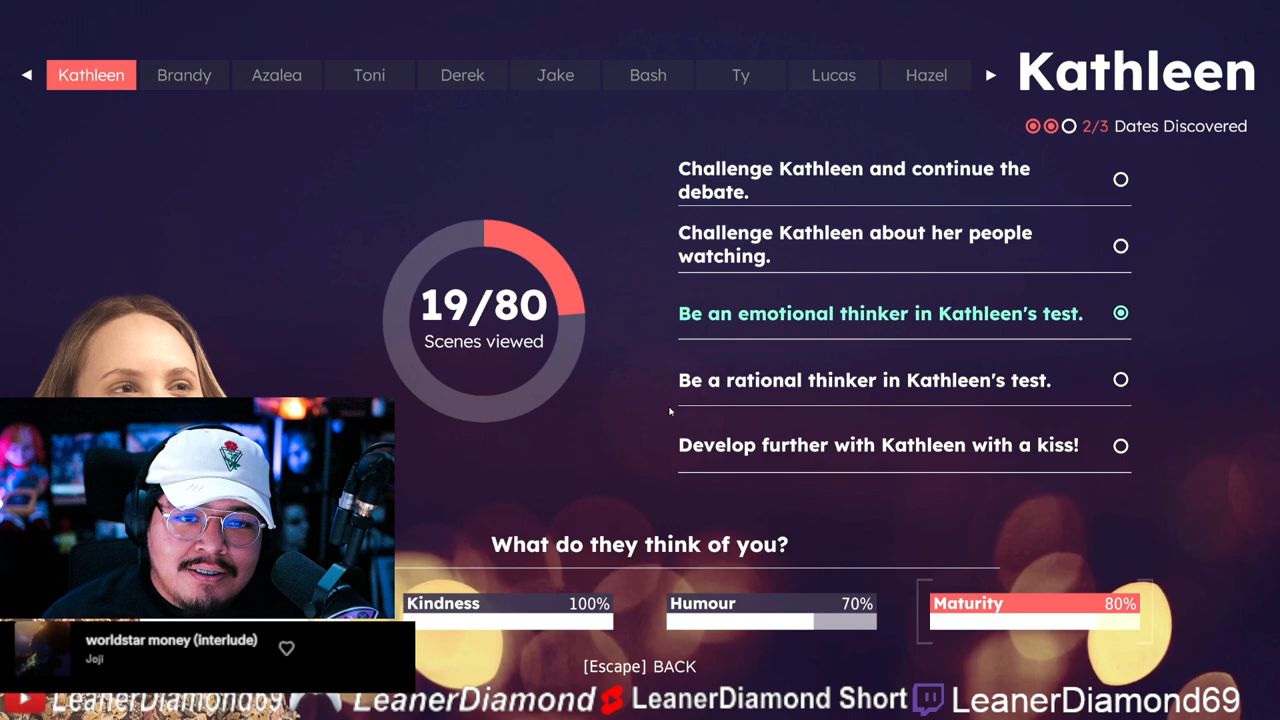 Kathleen Brandy Azalea Toni Derek Jake Bash Ty Lucas Hazel
Kathleen
2/3 Dates Discovered
Challenge Kathleen and continue the
debate.
Challenge Kathleen about her people
watching.
Be an emotional thinker in Kathleen's test.
Be a rational thinker in Kathleen's test.
Develop further with Kathleen with a kiss!
19/80
Scenes viewed
What do they think of you?
Kindness 100%
Humour 70%
Maturity 80%
worldstar money (interlude)
Joji
[Escape] BACK
LeanerDiamond69 LeanerDiamond LeanerDiamond Short LeanerDiamond69